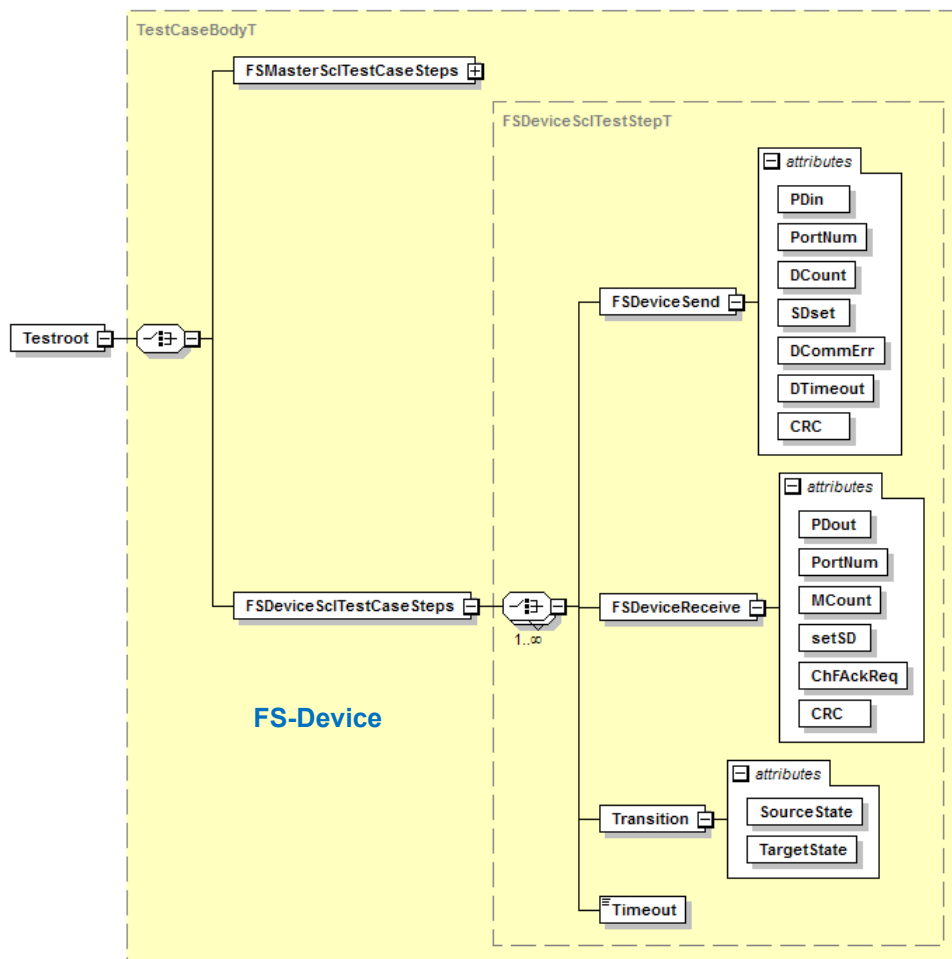 TestCaseBodyT
FSMasterSclTestCaseSteps
FSDeviceSclTestStepT
attributes
PDin
PortNum
DCount
FSDeviceSend
SDset
Testroot
DCommErr
DTimeout
CRC
attributes
PDout
PortNum
FSDeviceSclTestCaseSteps
FSDeviceReceive
MCount
1..∞
setSD
ChFAckReq
FS-Device
CRC
attributes
Transition
SourceState
TargetState
Timeout